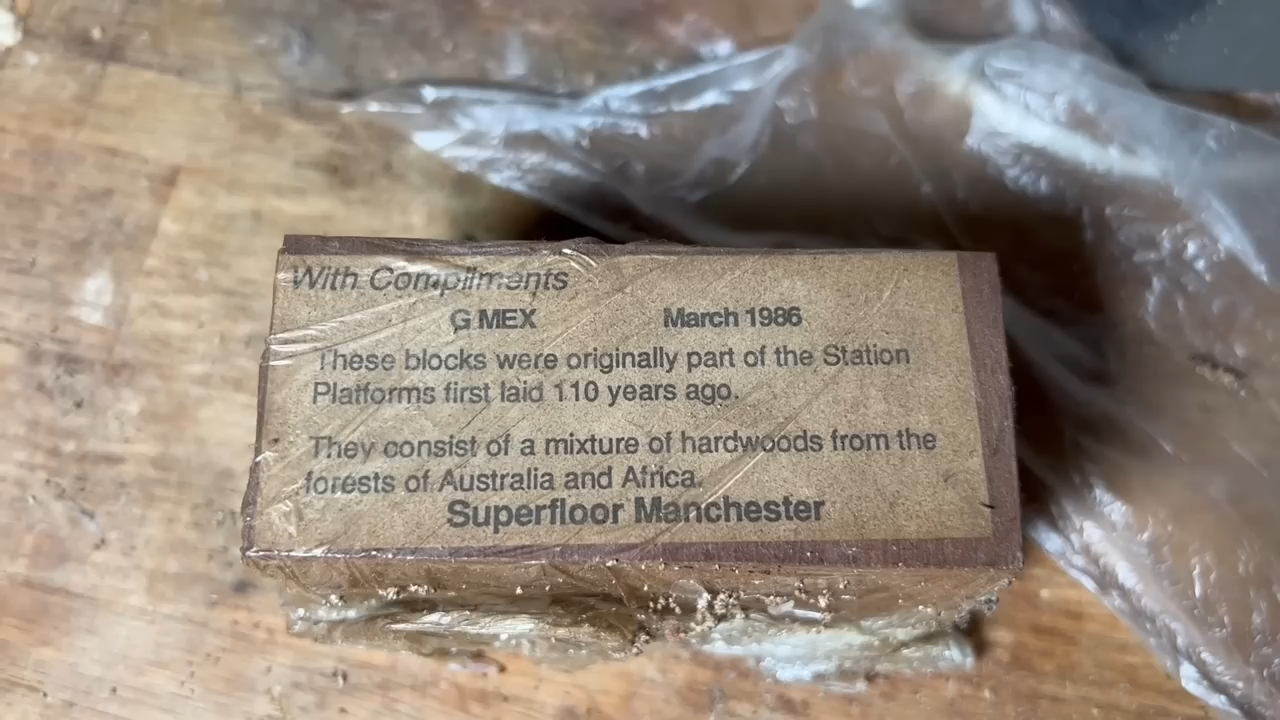 With Compliments
G MEX March 1986
These blocks were originally part of the Station
Platforms first laid 110 years ago.
They consist of a mixture of hardwoods from the
forests of Australia and Africa.
Superfloor Manchester